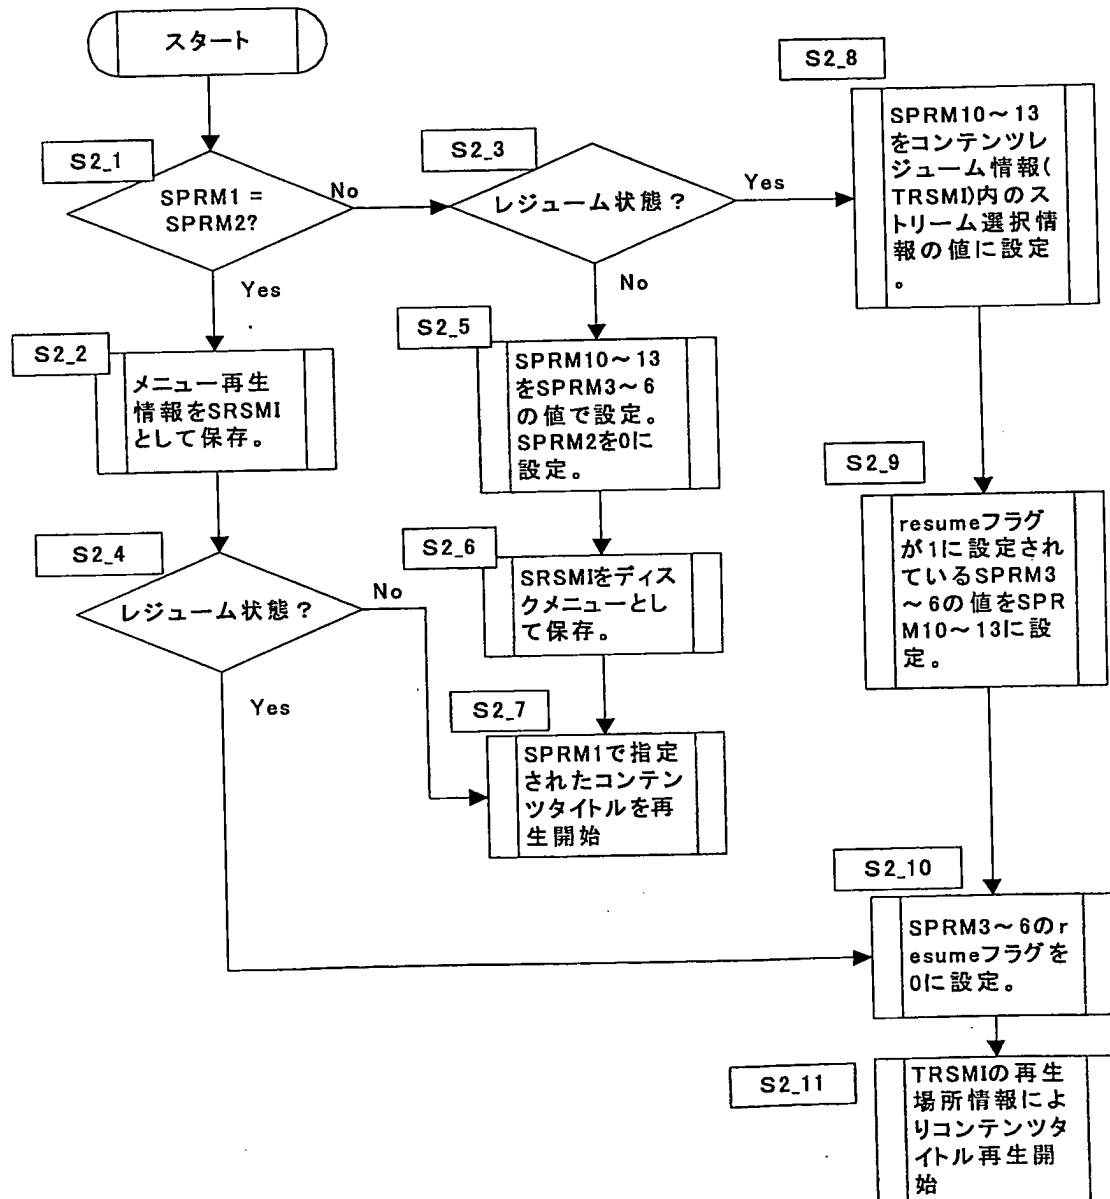 スタート
S2_1
SPRM1 =
SPRM2?
No
Yes
S2_3
レジューム状態？
Yes
No
S2_8
SPRM10～13
をコンテンツレ
ジューム情報(
TRSMI)内のス
トリーム選択情
報の値に設定
。
S2_2
メニュー再生
情報をSRSMI
として保存。
S2_5
SPRM10～13
をSPRM3～6
の値で設定。
SPRM2を0に
設定。
S2_9
resumeフラグ
が1に設定され
ているSPRM3
～6の値をSPR
M10～13に設
定。
S2_4
レジューム状態？
No
Yes
S2_6
SRSMIをディス
クメニューとし
て保存。
S2_7
SPRM1で指定
されたコンテン
ツタイトルを再
生開始
S2_10
SPRM3～6のr
esumeフラグを
0に設定。
S2_11
TRSMIの再生
場所情報によ
りコンテンツタ
イトル再生開
始